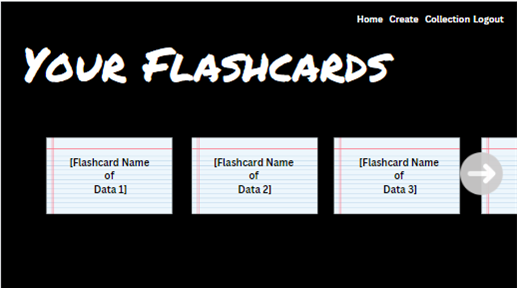 Home Create Collection Logout
Your Flashcards
[Flashcard Name
of
Data 1]
[Flashcard Name
of
Data 2]
[Flashcard Name
of
Data 3]